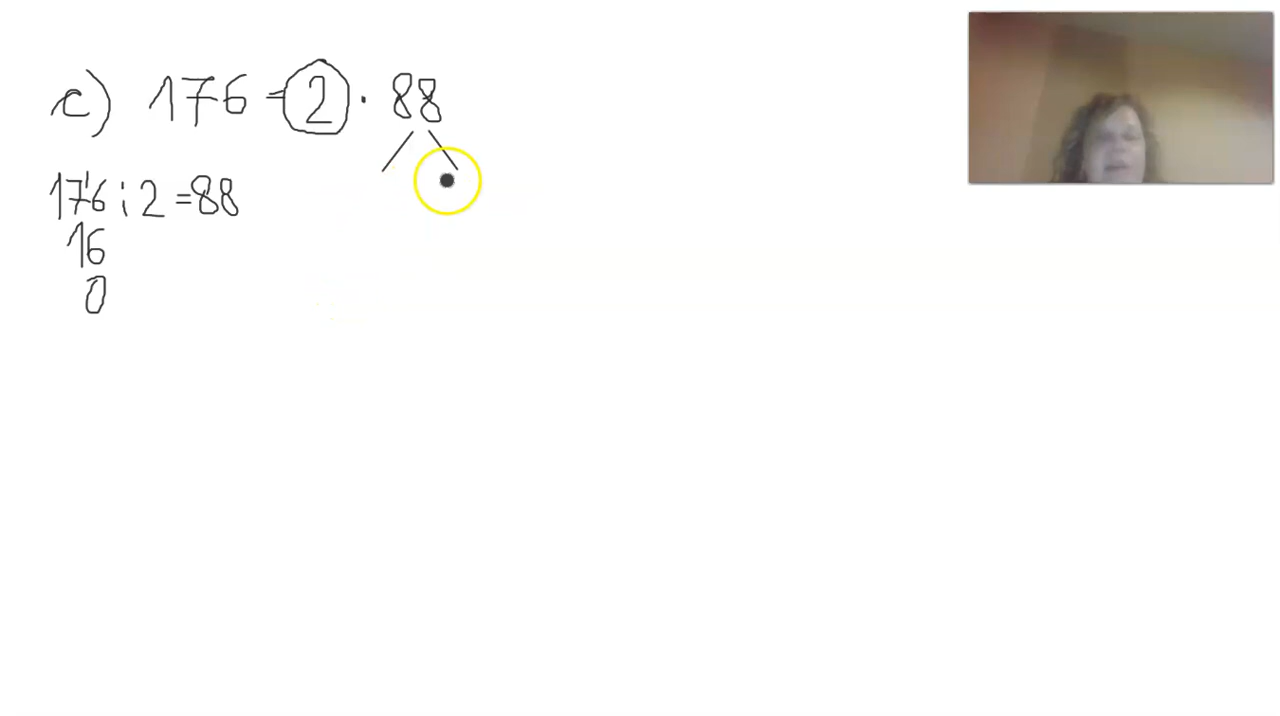 c) 176 = 2 · 88
176 : 2 = 88
16
0